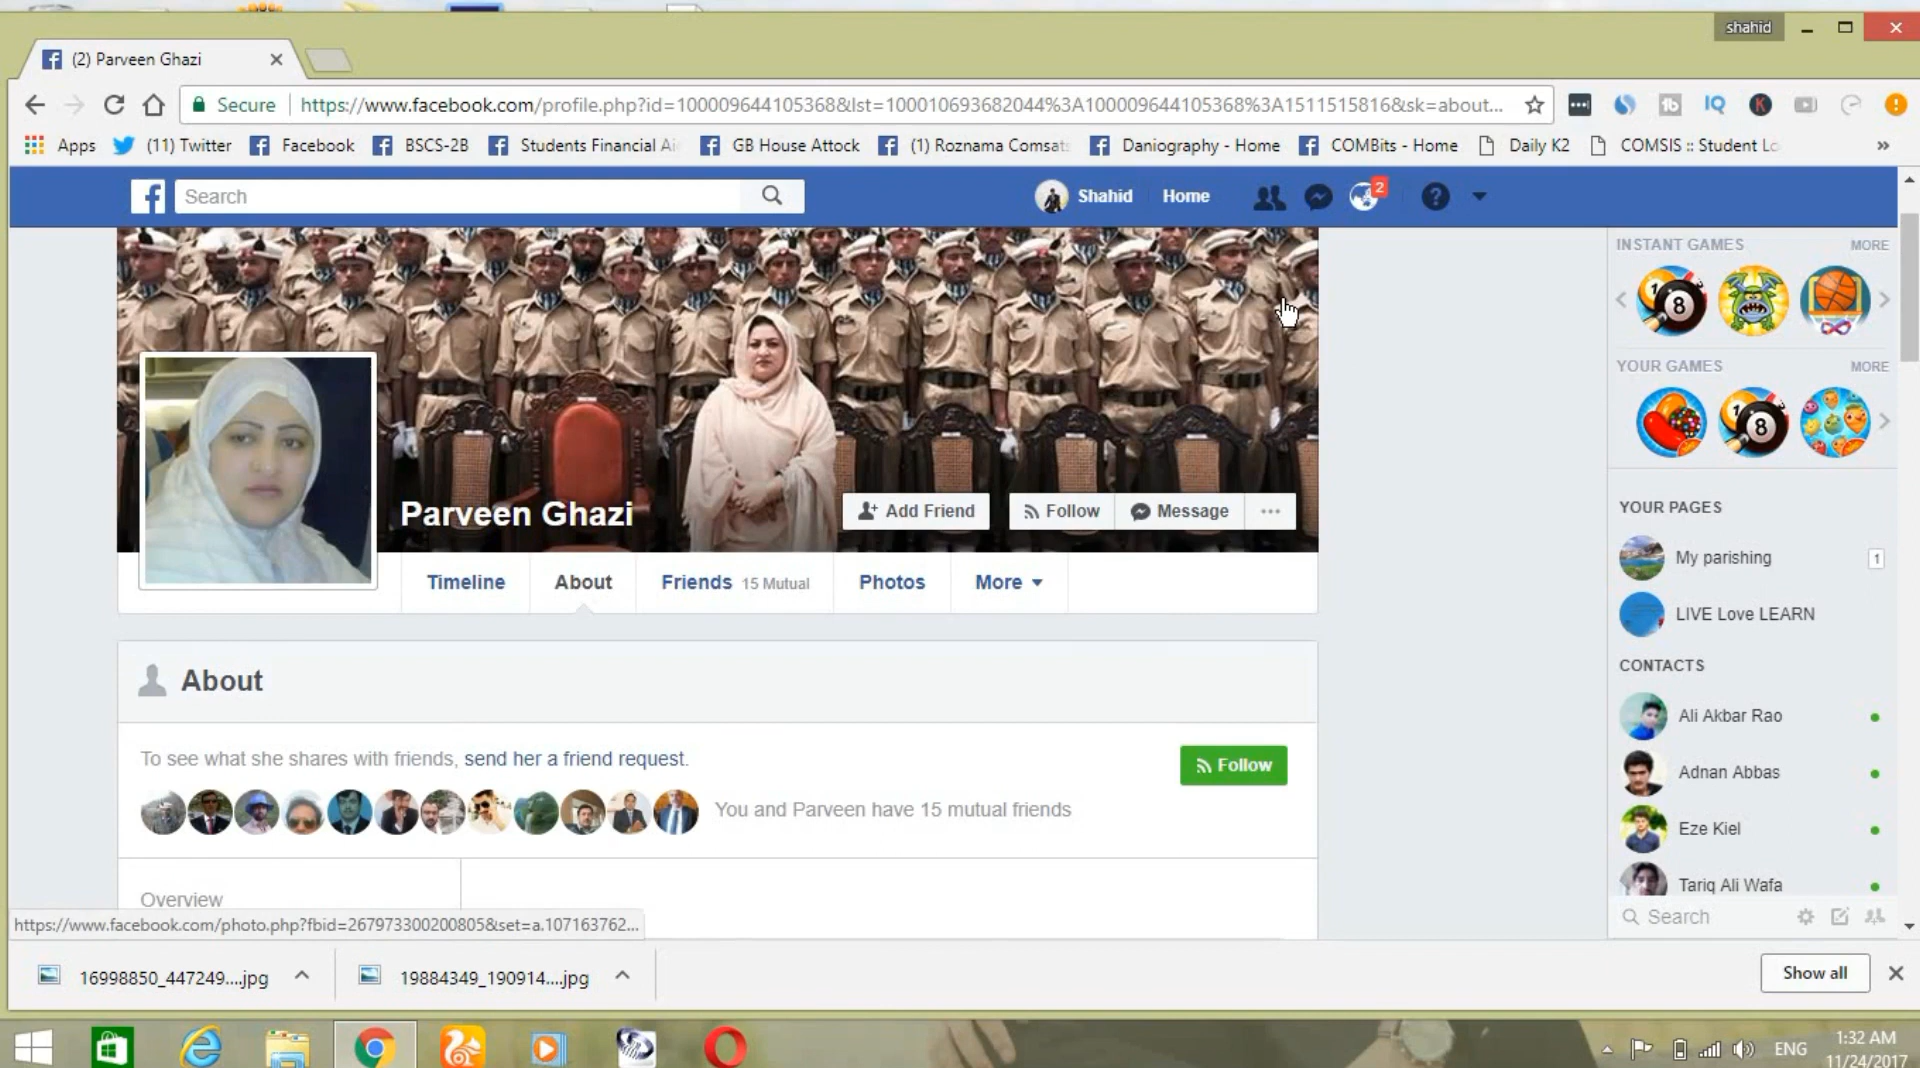 shahid
(2) Parveen Ghazi
Secure https://www.facebook.com/profile.php?id=100009644105368&lst=100010693682044%3A100009644105368%3A1511515816&sk=about...
Apps (11) Twitter Facebook BSCS-2B Students Financial Ai GB House Attock (1) Roznama Comsats Daniography - Home COMBits - Home Daily K2 COMSIS :: Student Lo »
Search Shahid Home 2
INSTANT GAMES MORE
YOUR GAMES MORE
Parveen Ghazi Add Friend Follow Message ...
Timeline About Friends 15 Mutual Photos More
YOUR PAGES
My parishing 1
LIVE Love LEARN
CONTACTS
Ali Akbar Rao
Adnan Abbas
Eze Kiel
Tariq Ali Wafa
Search
About
To see what she shares with friends, send her a friend request. Follow
You and Parveen have 15 mutual friends
Overview
https://www.facebook.com/photo.php?fbid=267973300200805&set=a.107163762...
16998850_447249....jpg 19884349_190914....jpg Show all
ENG 1:32 AM
11/24/2017